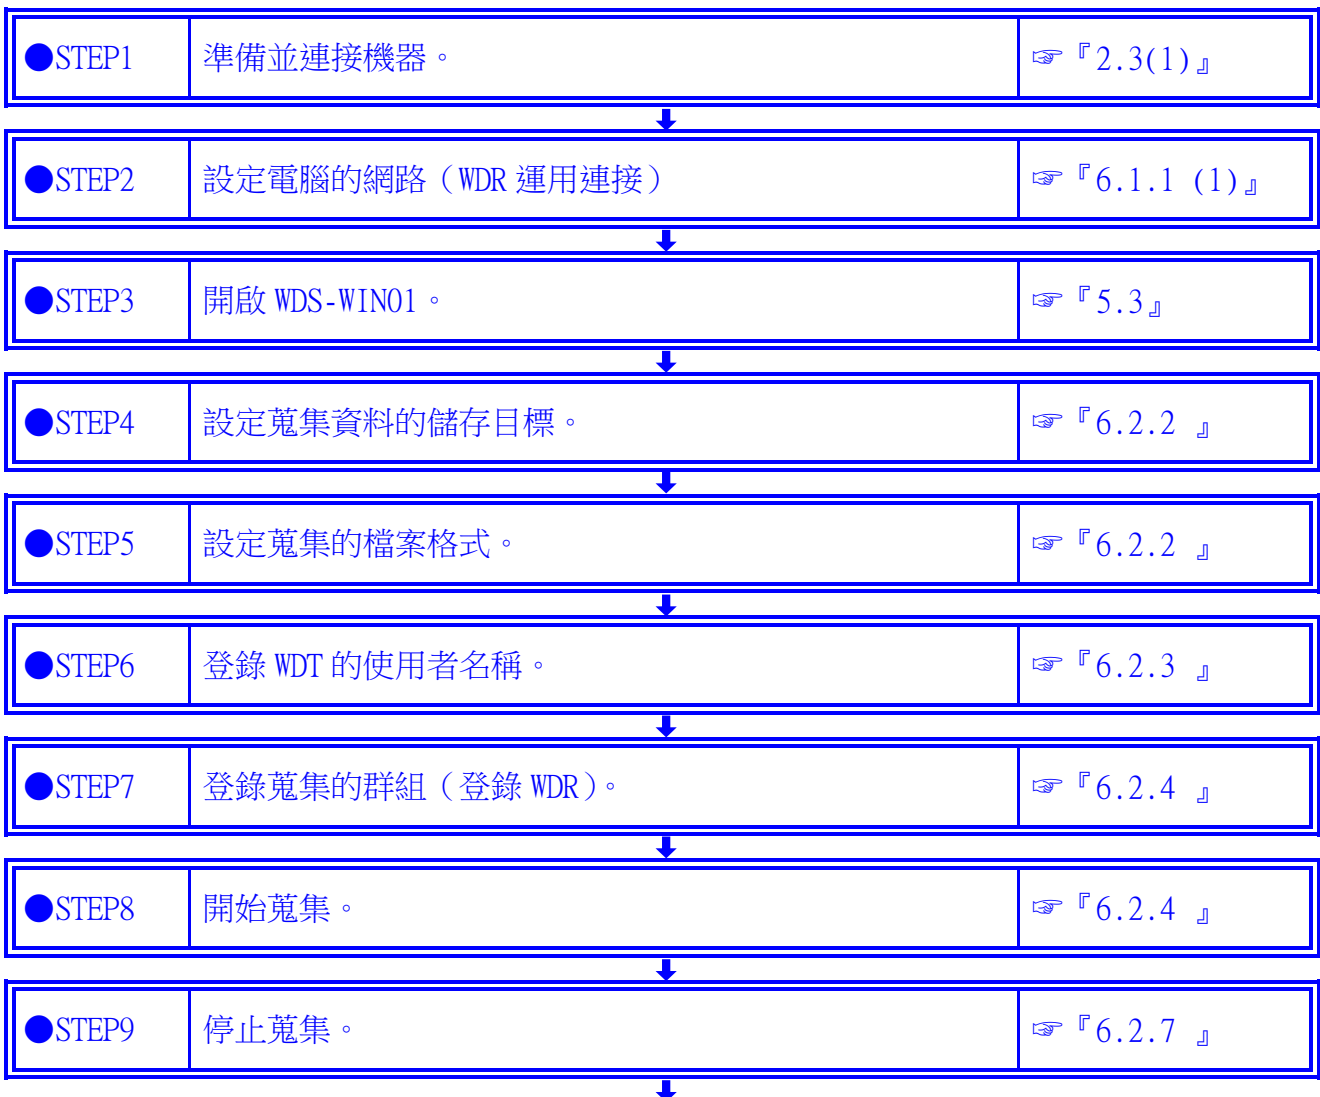 ●STEP1 準備並連接機器。 ☞『2.3(1)』
●STEP2 設定電腦的網路（WDR 運用連接） ☞『6.1.1 (1)』
●STEP3 開啟 WDS-WIN01。 ☞『5.3』
●STEP4 設定蒐集資料的儲存目標。 ☞『6.2.2 』
●STEP5 設定蒐集的檔案格式。 ☞『6.2.2 』
●STEP6 登錄 WDT 的使用者名稱。 ☞『6.2.3 』
●STEP7 登錄蒐集的群組（登錄 WDR）。 ☞『6.2.4 』
●STEP8 開始蒐集。 ☞『6.2.4 』
●STEP9 停止蒐集。 ☞『6.2.7 』